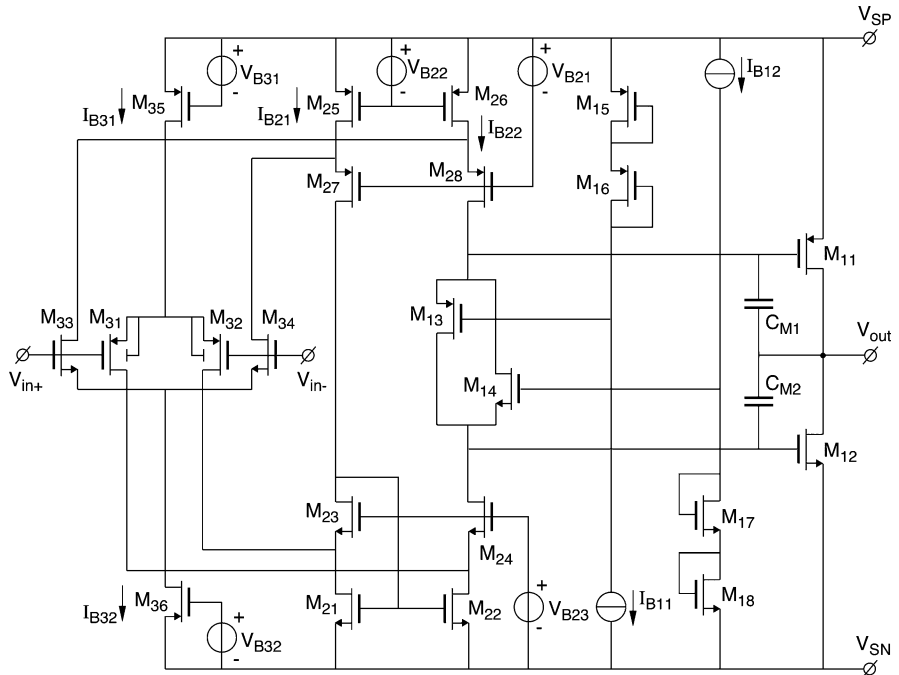 V_SP
+
V_B31
-
+
V_B22
-
+
V_B21
-
I_B12
I_B31
M_35
I_B21
M_25
M_26
I_B22
M_15
M_27
M_28
M_16
M_11
M_33
M_31
M_32
M_34
M_13
C_M1
V_out
V_in+
V_in-
M_14
C_M2
M_12
M_23
M_24
M_17
I_B32
M_36
+
V_B32
-
M_21
M_22
+
V_B23
-
I_B11
M_18
V_SN